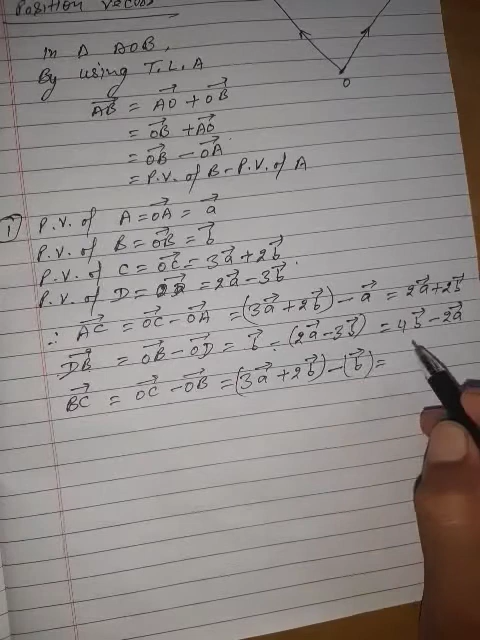 Position Vector
O
In Δ AOB,
By using T.L.A
AB⃗ = AO⃗ + OB⃗
= OB⃗ + AO⃗
= OB⃗ - OA⃗
= P.V. of B - P.V. of A
1 P.V. of A = OA⃗ = a⃗
P.V. of B = OB⃗ = b⃗
P.V. of C = OC⃗ = 3a⃗ + 2b⃗
P.V. of D = OD⃗ = 2a⃗ - 3b⃗
∴ AC⃗ = OC⃗ - OA⃗ = (3a⃗ + 2b⃗) - a⃗ = 2a⃗ + 2b⃗
DB⃗ = OB⃗ - OD⃗ = b⃗ - (2a⃗ - 3b⃗) = 4b⃗ - 2a⃗
BC⃗ = OC⃗ - OB⃗ = (3a⃗ + 2b⃗) - (b⃗) =